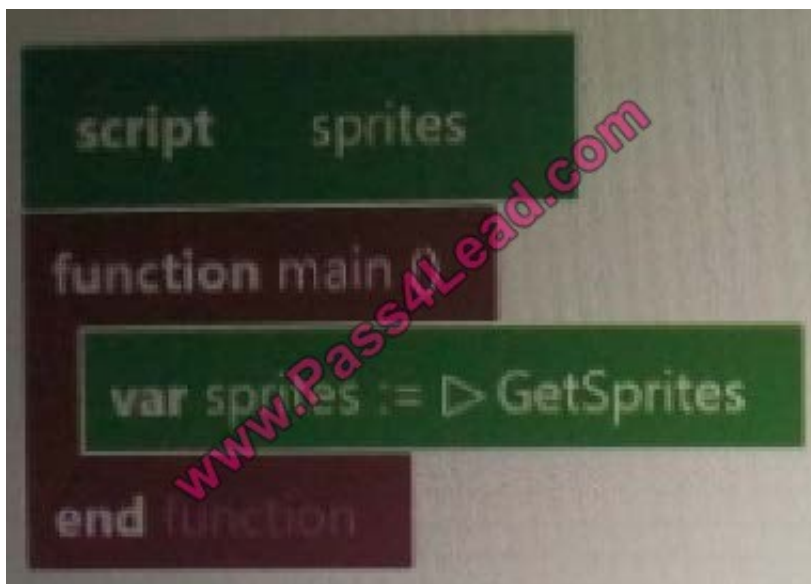 script sprites
function main ()
var sprites := ▷ GetSprites
end function
www.Pass4Lead.com